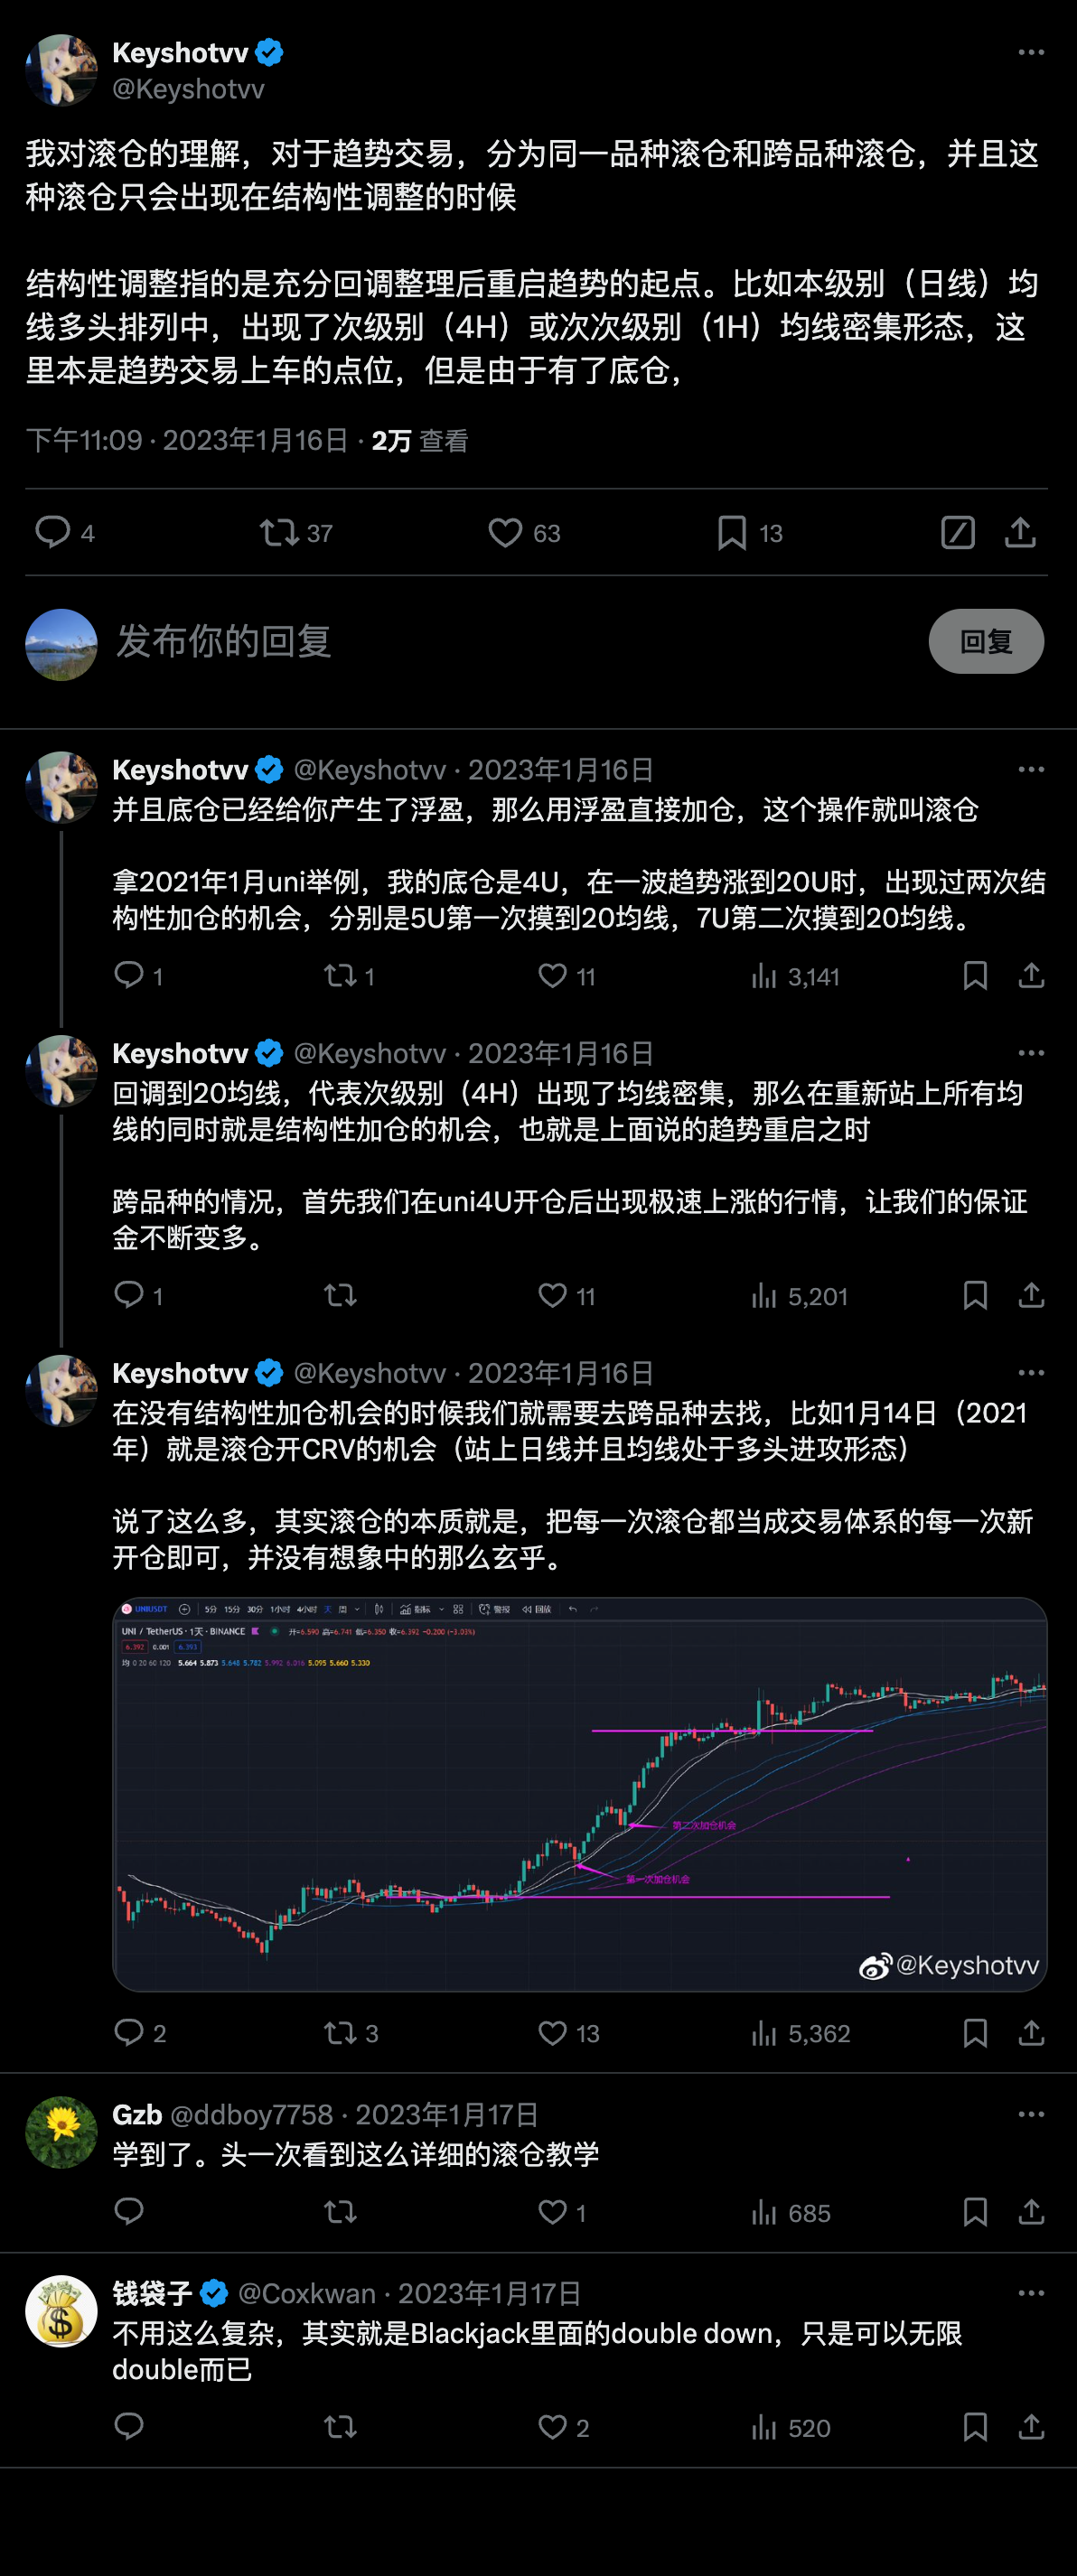 Keyshotvv
@Keyshotvv
我对滚仓的理解，对于趋势交易，分为同一品种滚仓和跨品种滚仓，并且这
种滚仓只会出现在结构性调整的时候
结构性调整指的是充分回调整理后重启趋势的起点。比如本级别（日线）均
线多头排列中，出现了次级别（4H）或次次级别（1H）均线密集形态，这
里本是趋势交易上车的点位，但是由于有了底仓，
下午11:09 · 2023年1月16日 · 2万 查看
4 37 63 13
发布你的回复 回复
Keyshotvv @Keyshotvv · 2023年1月16日
并且底仓已经给你产生了浮盈，那么用浮盈直接加仓，这个操作就叫滚仓
拿2021年1月uni举例，我的底仓是4U，在一波趋势涨到20U时，出现过两次结
构性加仓的机会，分别是5U第一次摸到20均线，7U第二次摸到20均线。
1 1 11 3,141
Keyshotvv @Keyshotvv · 2023年1月16日
回调到20均线，代表次级别（4H）出现了均线密集，那么在重新站上所有均
线的同时就是结构性加仓的机会，也就是上面说的趋势重启之时
跨品种的情况，首先我们在uni4U开仓后出现极速上涨的行情，让我们的保证
金不断变多。
1 11 5,201
Keyshotvv @Keyshotvv · 2023年1月16日
在没有结构性加仓机会的时候我们就需要去跨品种去找，比如1月14日（2021
年）就是滚仓开CRV的机会（站上日线并且均线处于多头进攻形态）
说了这么多，其实滚仓的本质就是，把每一次滚仓都当成交易体系的每一次新
开仓即可，并没有想象中的那么玄乎。
UNIUSDT 5分 15分 30分 1小时 4小时 天 周 指标 警报 回放
UNI / TetherUS · 1天 · BINANCE 开=6.590 高=6.741 低=6.350 收=6.392 −0.200 (−3.03%)
6.392 0.001 6.393
均 0 20 60 120 5.664 5.873 5.648 5.782 5.992 6.016 5.095 5.660 5.330
第二次加仓机会
第一次加仓机会
@Keyshotvv
2 3 13 5,362
Gzb @ddboy7758 · 2023年1月17日
学到了。头一次看到这么详细的滚仓教学
1 685
钱袋子 @Coxkwan · 2023年1月17日
不用这么复杂，其实就是Blackjack里面的double down，只是可以无限
double而已
2 520